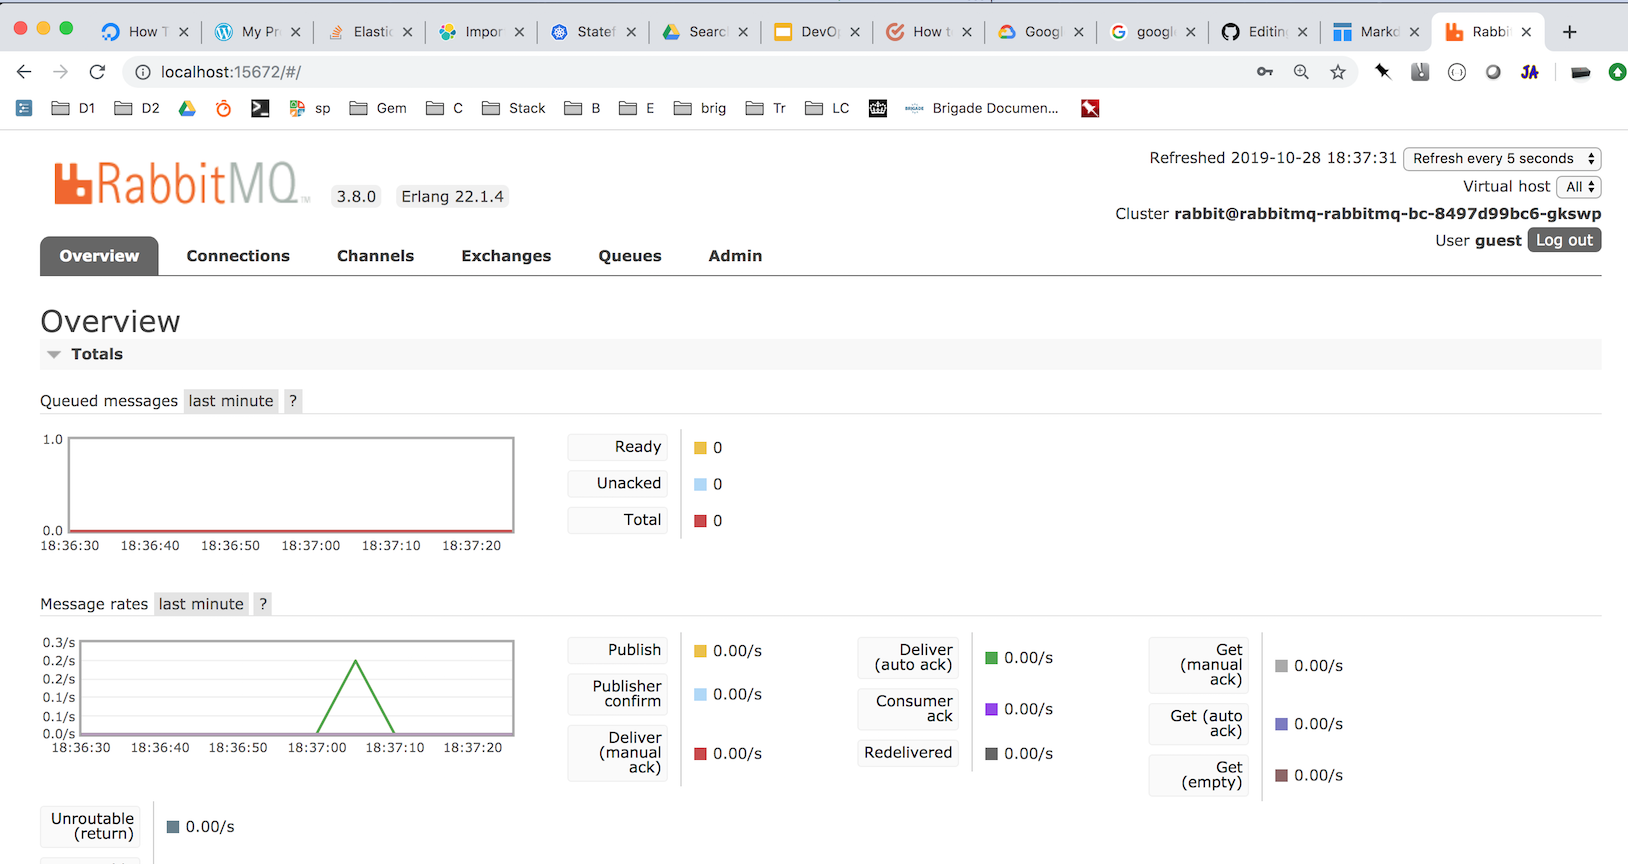 How T
My Pr
Elastic
Impor
Statef
Searc
DevO
How t
Googl
googl
Editin
Markd
Rabbi
localhost:15672/#/
JA
D1 D2 sp Gem C Stack B E brig Tr LC BRIGADE Brigade Documen...
RabbitMQ™ 3.8.0 Erlang 22.1.4
Refreshed 2019-10-28 18:37:31 Refresh every 5 seconds
Virtual host All
Cluster rabbit@rabbitmq-rabbitmq-bc-8497d99bc6-gkswp
User guest Log out
Overview Connections Channels Exchanges Queues Admin
Overview
Totals
Queued messages last minute ?
1.0
0.0
18:36:30 18:36:40 18:36:50 18:37:00 18:37:10 18:37:20
Ready 0
Unacked 0
Total 0
Message rates last minute ?
0.3/s
0.2/s
0.2/s
0.1/s
0.1/s
0.0/s
18:36:30 18:36:40 18:36:50 18:37:00 18:37:10 18:37:20
Publish 0.00/s
Publisher
confirm 0.00/s
Deliver
(manual
ack) 0.00/s
Deliver
(auto ack) 0.00/s
Consumer
ack 0.00/s
Redelivered 0.00/s
Get
(manual
ack) 0.00/s
Get (auto
ack) 0.00/s
Get
(empty) 0.00/s
Unroutable
(return) 0.00/s